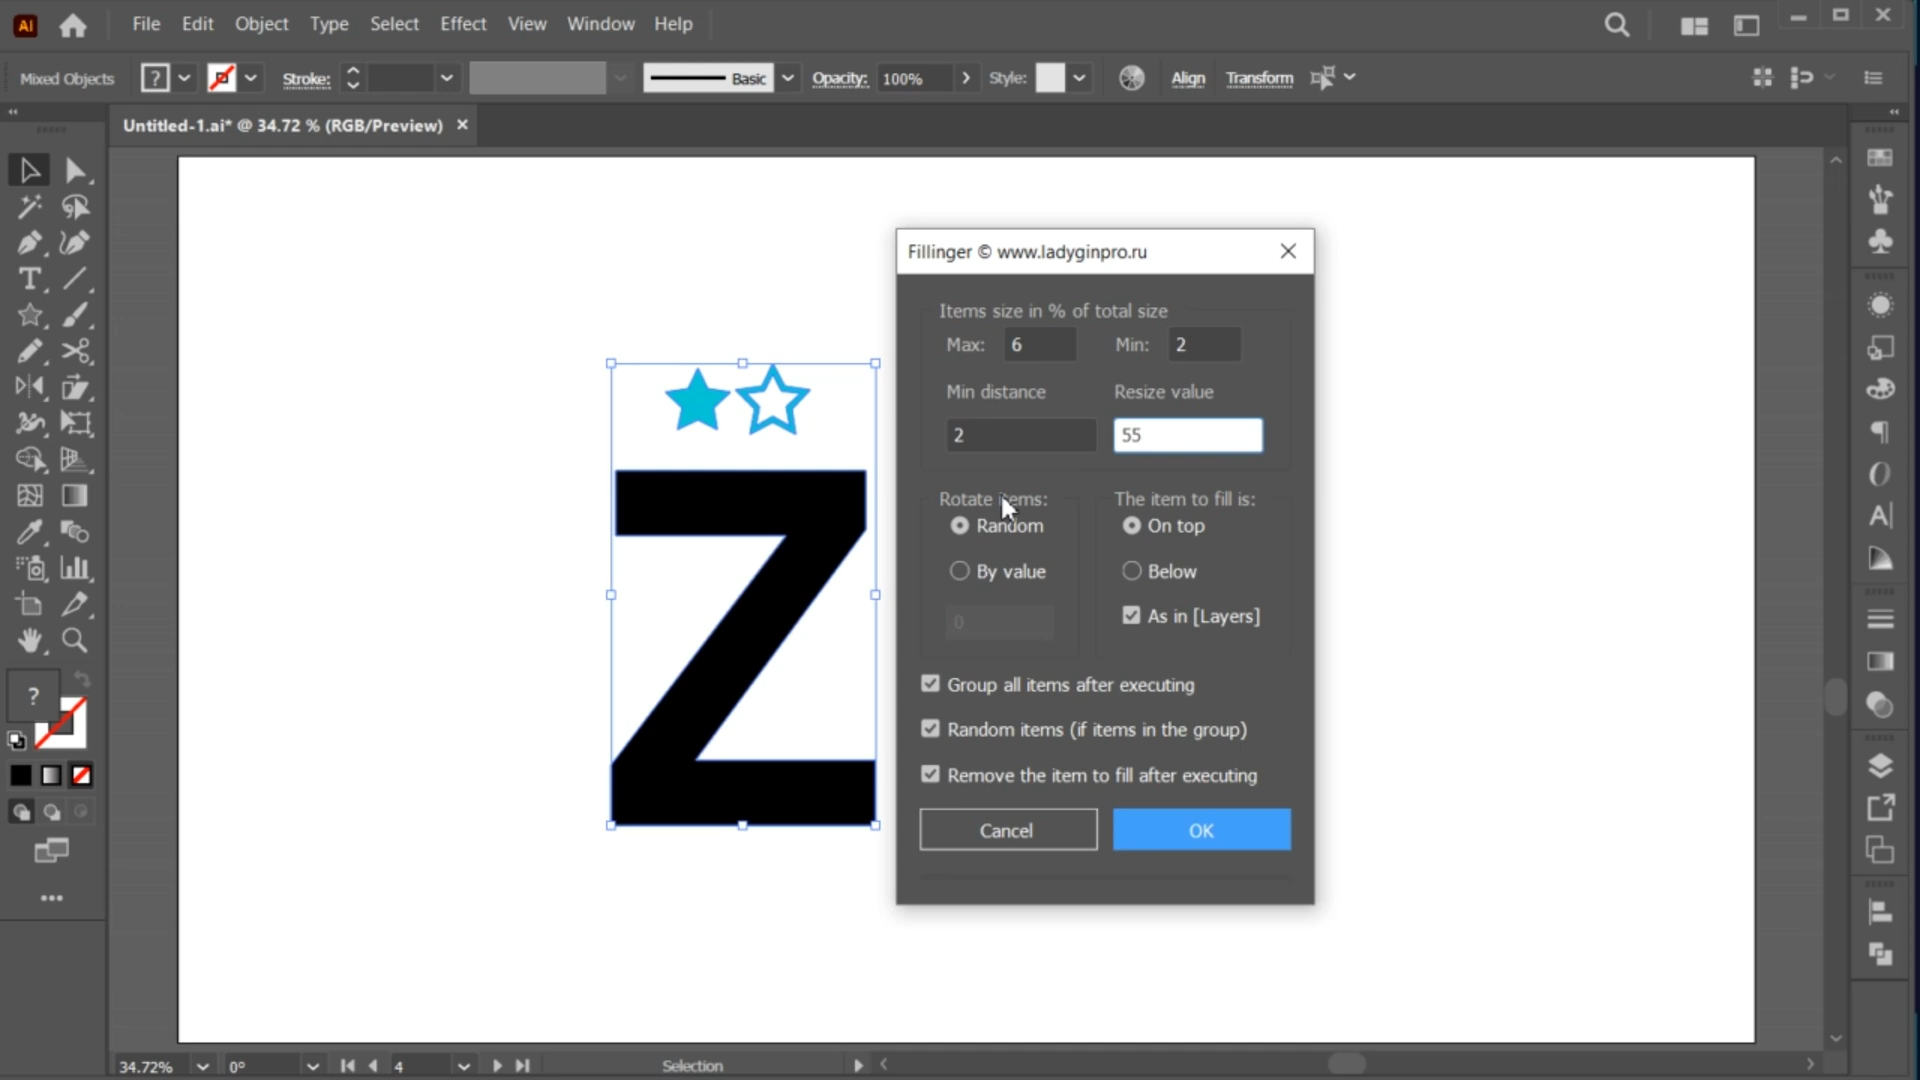 Ai File Edit Object Type Select Effect View Window Help
Mixed Objects ? Stroke: Basic Opacity: 100% Style: Align Transform
Untitled-1.ai* @ 34.72 % (RGB/Preview)
Fillinger © www.ladyginpro.ru
Items size in % of total size
Max: 6 Min: 2
Min distance Resize value
2 55
Rotate items: The item to fill is:
Random On top
By value Below
0 As in [Layers]
Group all items after executing
Random items (if items in the group)
Remove the item to fill after executing
Cancel OK
Z
?
34.72% 0° 4 Selection